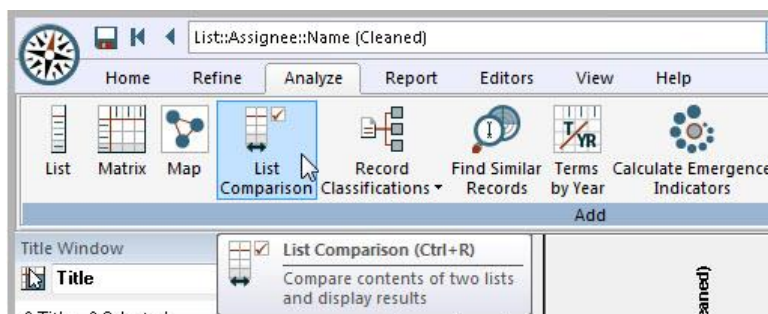 List::Assignee::Name (Cleaned)
Home Refine Analyze Report Editors View Help
List Matrix Map List Comparison Record Classifications Find Similar Records Terms by Year Calculate Emergence Indicators
T/YR
Add
Title Window
List Comparison (Ctrl+R)
Title
Compare contents of two lists
and display results